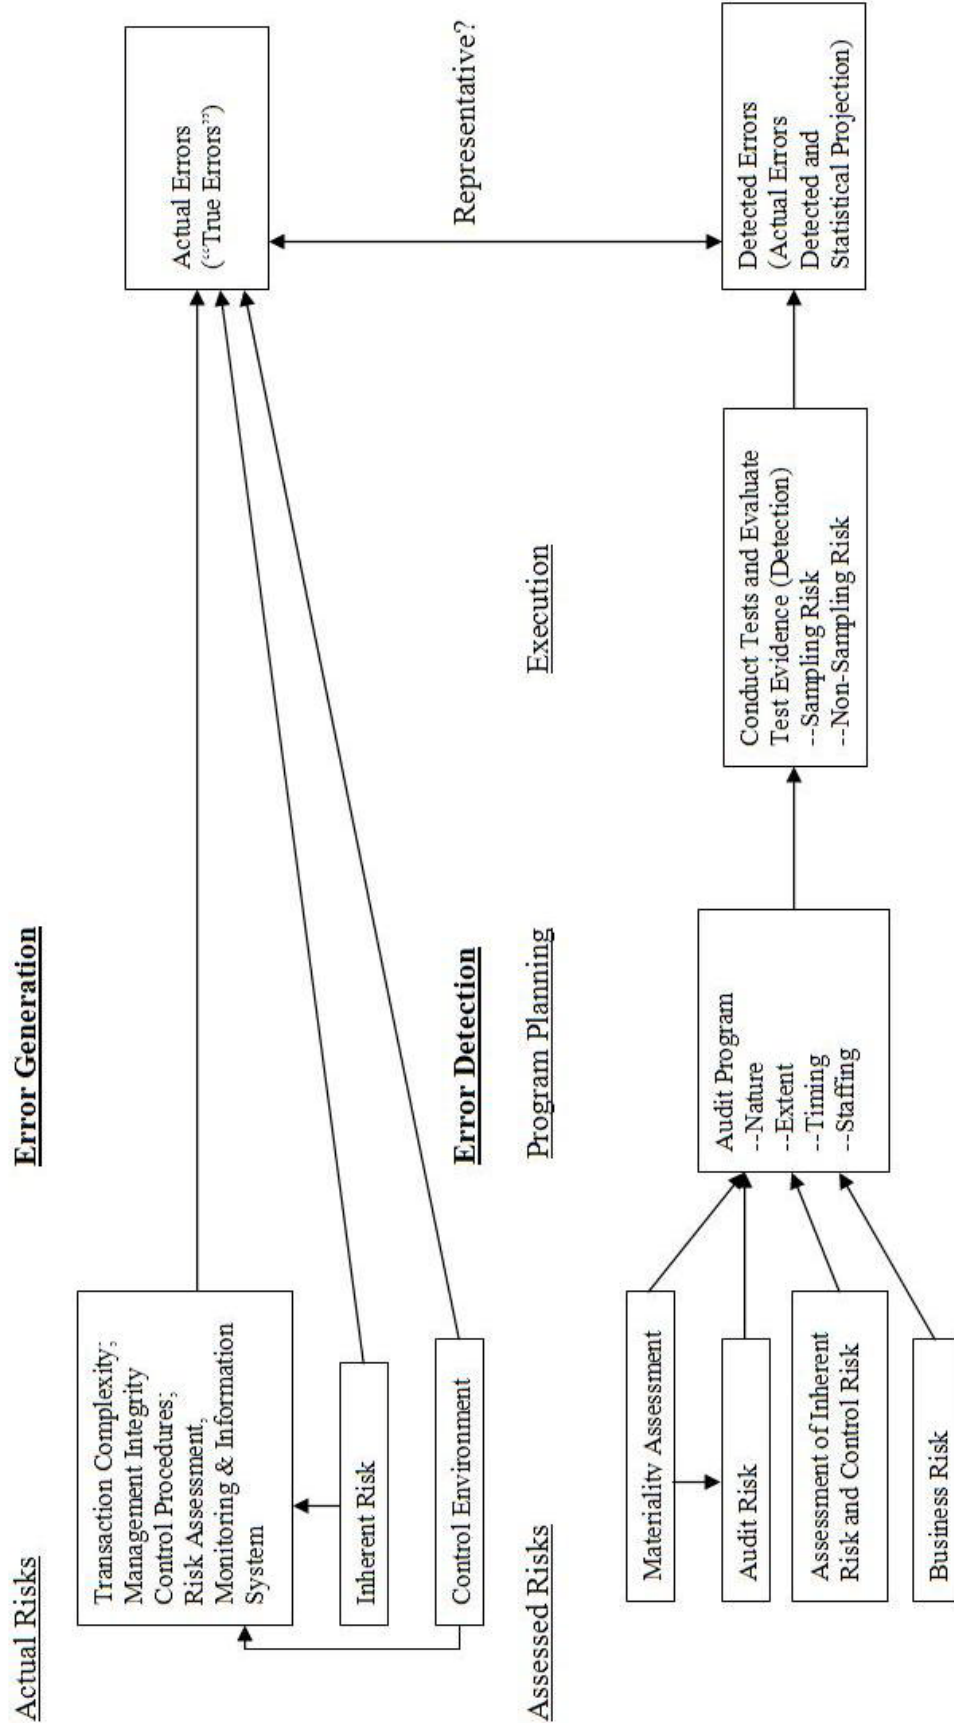 Error Generation
Actual Risks
Transaction Complexity;
Management Integrity
Control Procedures;
Risk Assessment;
Monitoring & Information
System
Inherent Risk
Control Environment
Actual Errors
(“True Errors”)
Representative?
Error Detection
Assessed Risks
Program Planning
Execution
Materiality Assessment
Audit Risk
Assessment of Inherent
Risk and Control Risk
Business Risk
Audit Program
--Nature
--Extent
--Timing
--Staffing
Conduct Tests and Evaluate
Test Evidence (Detection)
--Sampling Risk
--Non-Sampling Risk
Detected Errors
(Actual Errors
Detected and
Statistical Projection)